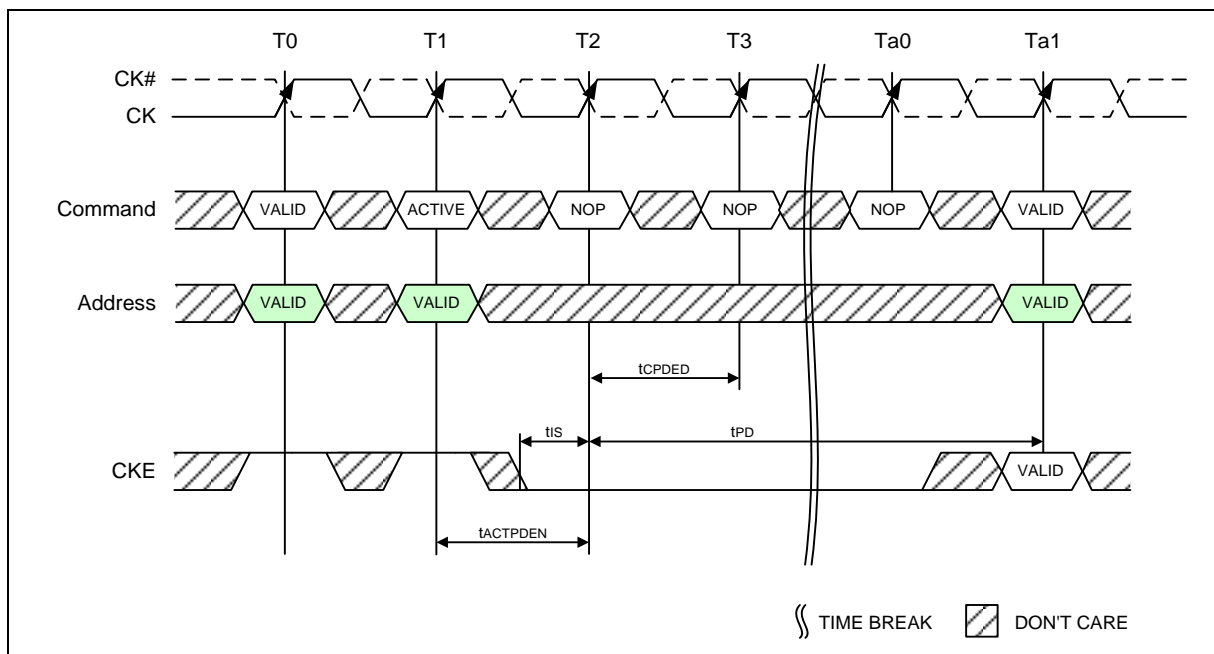 T0 T1 T2 T3 Ta0 Ta1
CK#
CK
Command VALID ACTIVE NOP NOP NOP VALID
Address VALID VALID VALID
tCPDED
tIS tPD
CKE VALID
tACTPDEN
TIME BREAK DON'T CARE